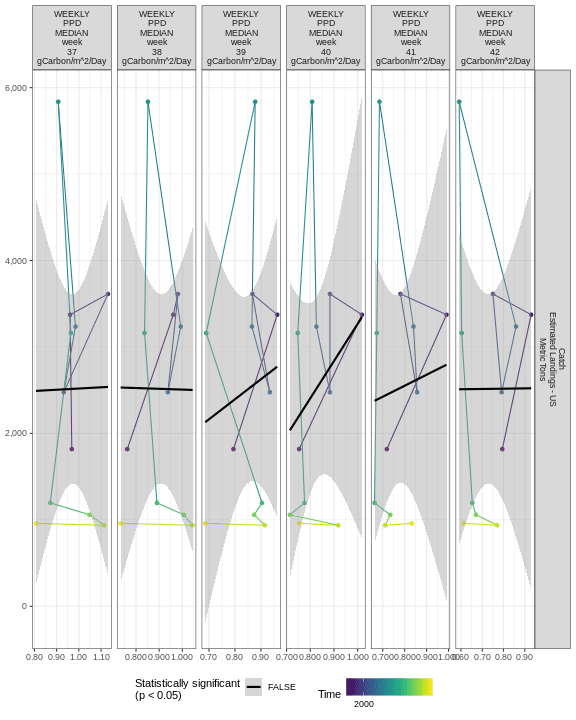 WEEKLY
PPD
MEDIAN
week
37
gCarbon/m^2/Day
WEEKLY
PPD
MEDIAN
week
38
gCarbon/m^2/Day
WEEKLY
PPD
MEDIAN
week
39
gCarbon/m^2/Day
WEEKLY
PPD
MEDIAN
week
40
gCarbon/m^2/Day
WEEKLY
PPD
MEDIAN
week
41
gCarbon/m^2/Day
WEEKLY
PPD
MEDIAN
week
42
gCarbon/m^2/Day
6,000
4,000
2,000
0
Catch
Estimated Landings - US
Metric Tons
0.80 0.90 1.00 1.10
0.800 0.900 1.000
0.70 0.80 0.90
0.700 0.800 0.900 1.000
0.700 0.800 0.900 1.000
0.60 0.70 0.80 0.90
Statistically significant
(p < 0.05)
FALSE
Time
2000